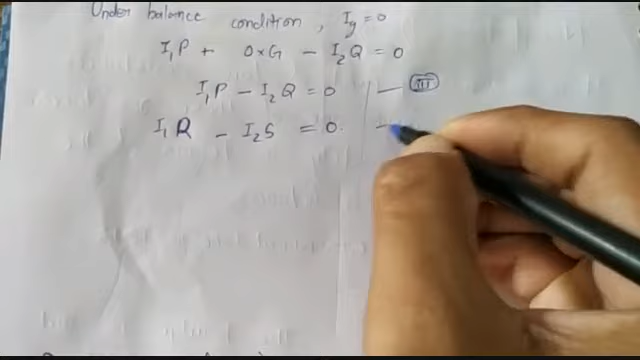 Under balance condition, Ig = 0
I₁P + 0×G - I₂Q = 0
I₁P - I₂Q = 0 — III
I₁R - I₂S = 0. —